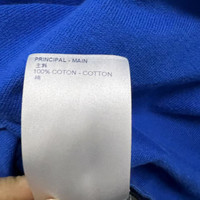 PRINCIPAL - MAIN
主料
100% COTON - COTTON
棉